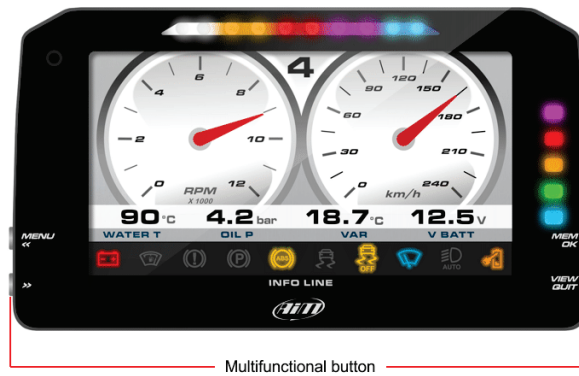 4
6
4
8
2
10
0
12
RPM
X 1000
120
90
150
60
180
30
210
0
240
km/h
90 °C
4.2 bar
18.7 °C
12.5 V
WATER T
OIL P
VAR
V BATT
MENU
<<
>>
MEM
OK
VIEW
QUIT
ABS
OFF
AUTO
INFO LINE
AiM
Multifunctional button